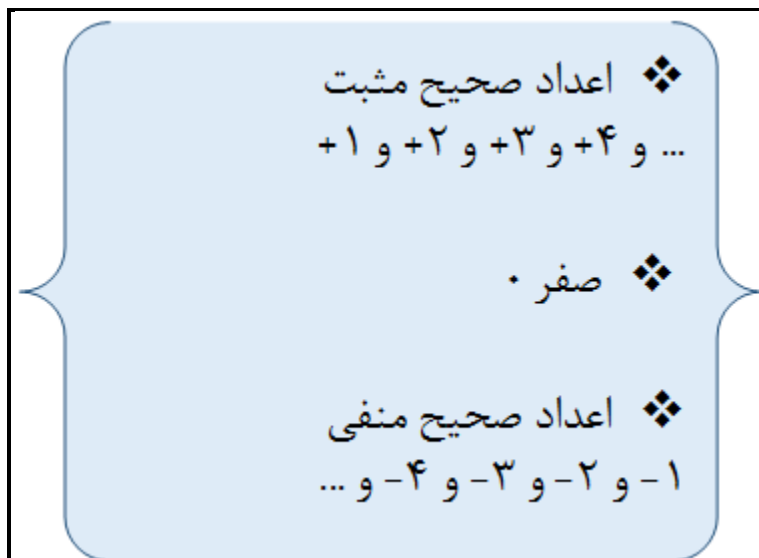 ❖ اعداد صحیح مثبت
+۱ و +۲ و +۳ و +۴ و ...
❖ صفر ۰
❖ اعداد صحیح منفی
-۱ و -۲ و -۳ و -۴ و ...